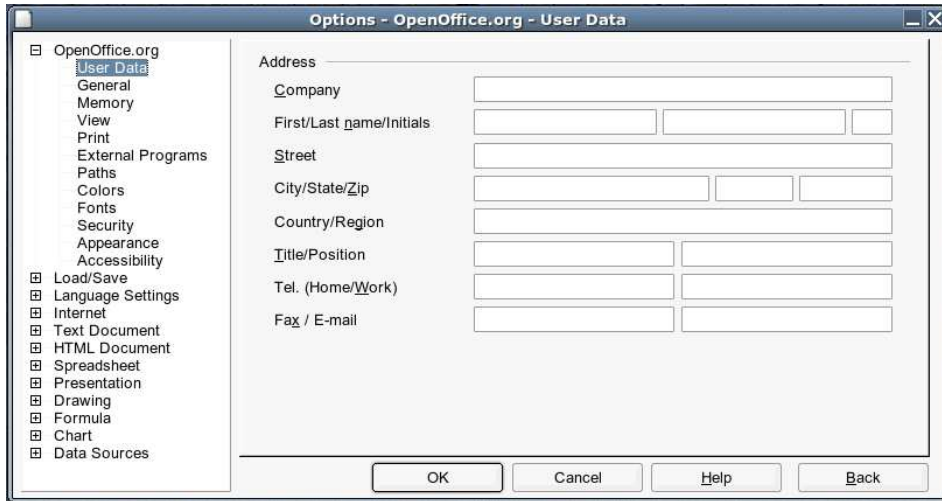 Options - OpenOffice.org - User Data
OpenOffice.org
User Data
General
Memory
View
Print
External Programs
Paths
Colors
Fonts
Security
Appearance
Accessibility
Load/Save
Language Settings
Internet
Text Document
HTML Document
Spreadsheet
Presentation
Drawing
Formula
Chart
Data Sources
Address
Company
First/Last name/Initials
Street
City/State/Zip
Country/Region
Title/Position
Tel. (Home/Work)
Fax / E-mail
OK
Cancel
Help
Back